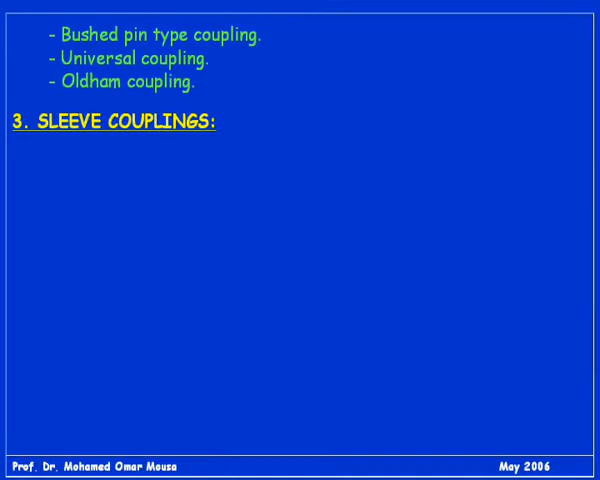 - Bushed pin type coupling.
- Universal coupling.
- Oldham coupling.
3. SLEEVE COUPLINGS:
Prof. Dr. Mohamed Omar Mousa
May 2006